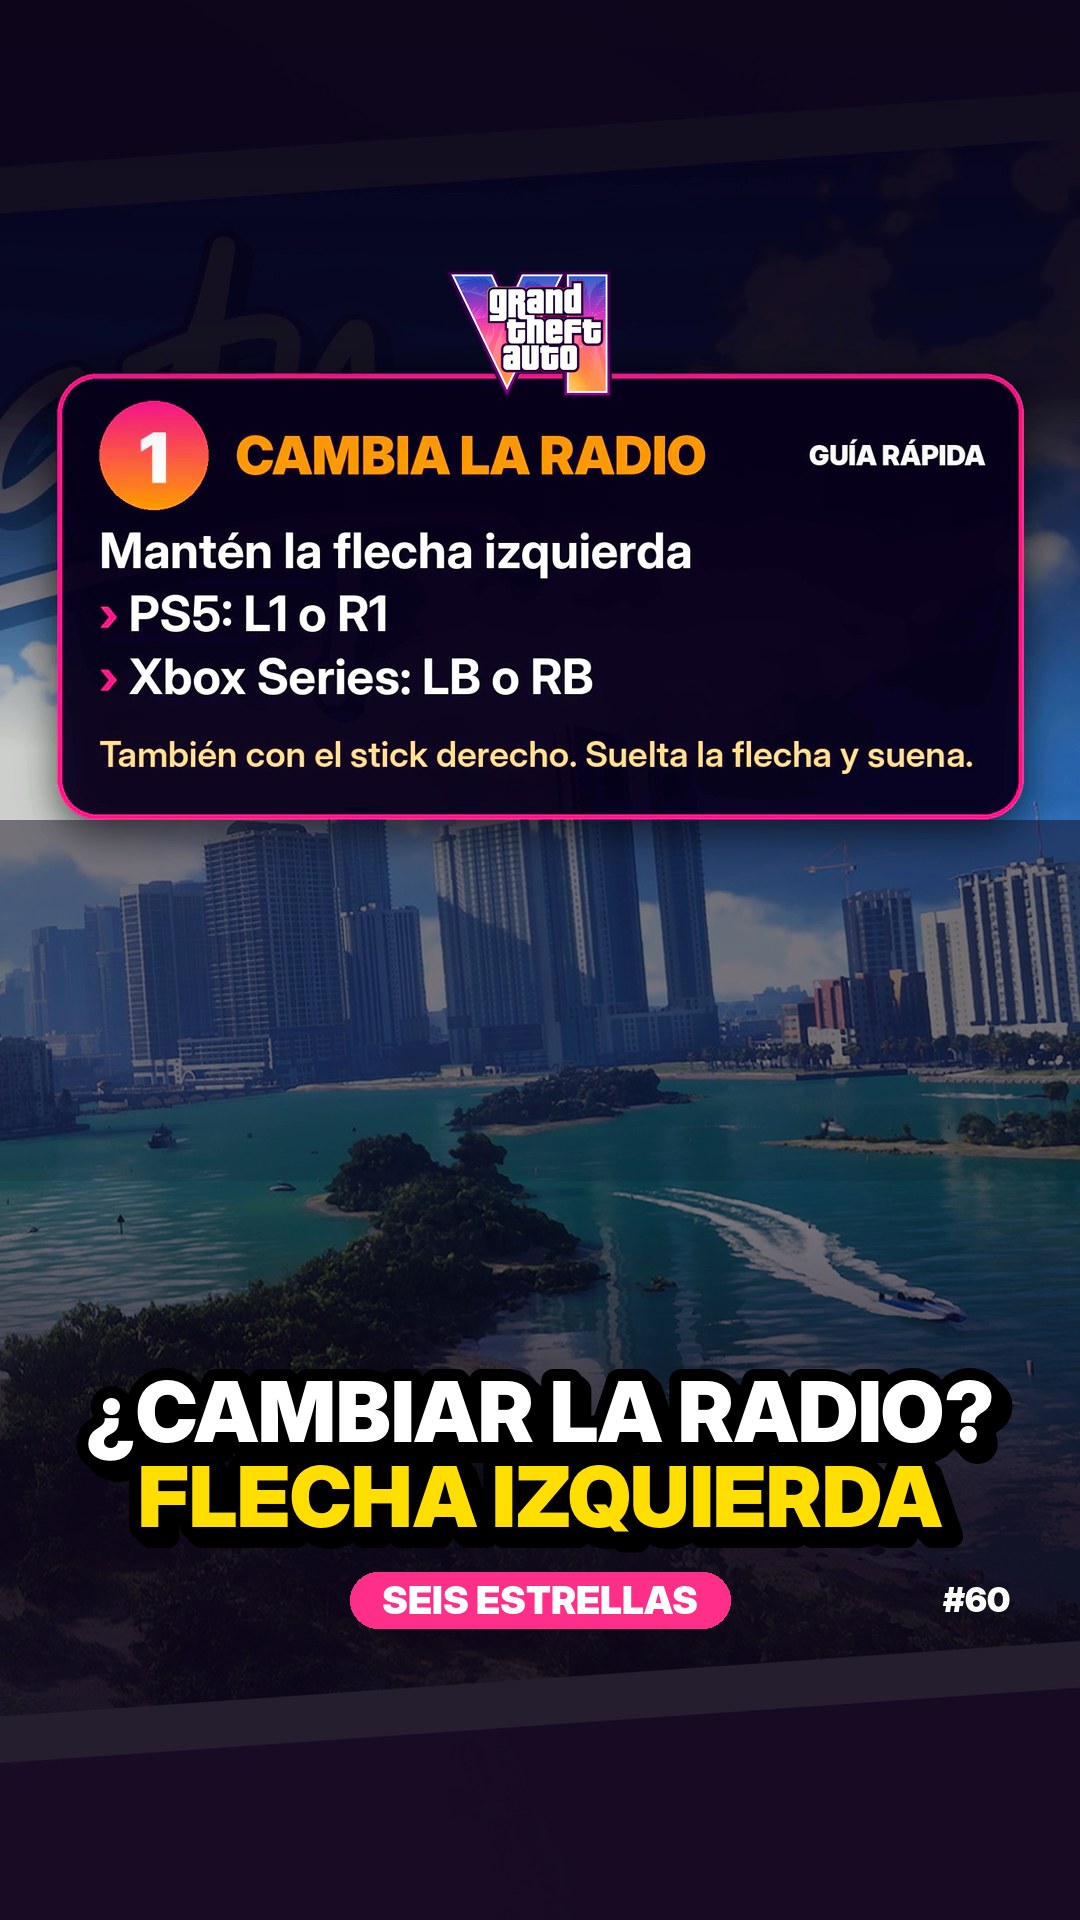 grand
theft
auto
VI
1
CAMBIA LA RADIO
GUÍA RÁPIDA
Mantén la flecha izquierda
› PS5: L1 o R1
› Xbox Series: LB o RB
También con el stick derecho. Suelta la flecha y suena.
¿CAMBIAR LA RADIO?
FLECHA IZQUIERDA
SEIS ESTRELLAS
#60